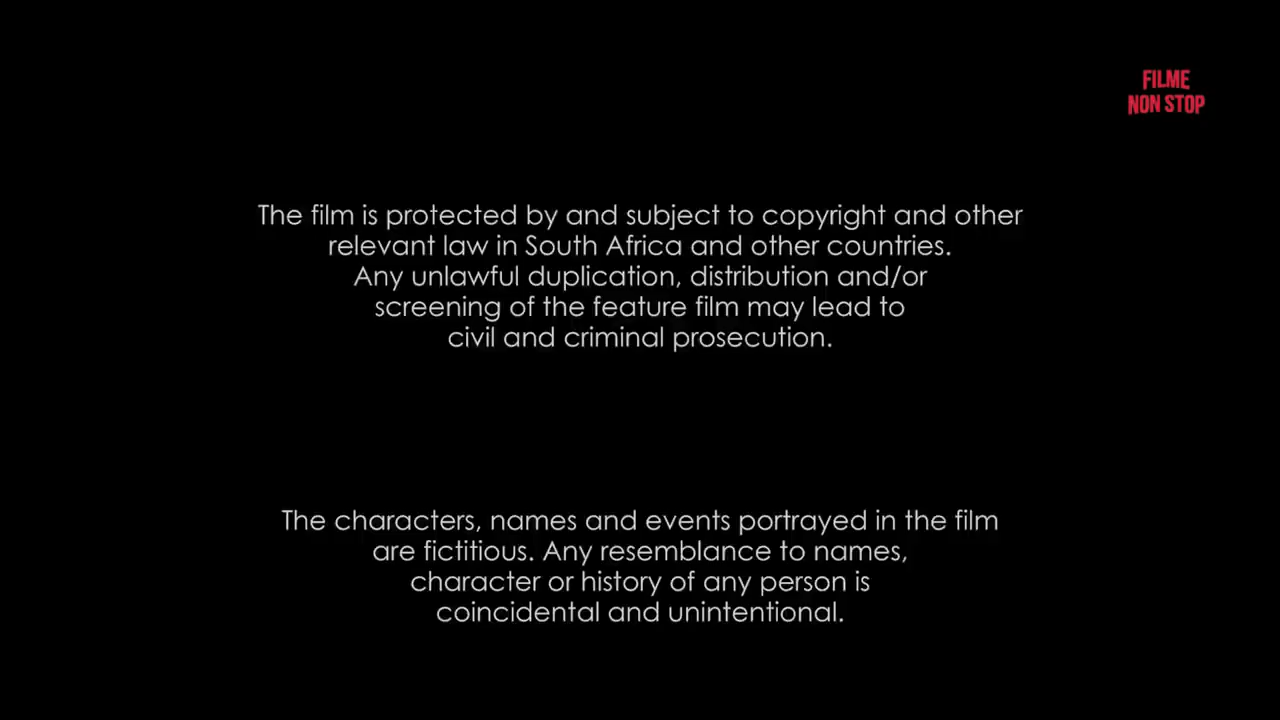 FILME
NON STOP
The film is protected by and subject to copyright and other
relevant law in South Africa and other countries.
Any unlawful duplication, distribution and/or
screening of the feature film may lead to
civil and criminal prosecution.
The characters, names and events portrayed in the film
are fictitious. Any resemblance to names,
character or history of any person is
coincidental and unintentional.